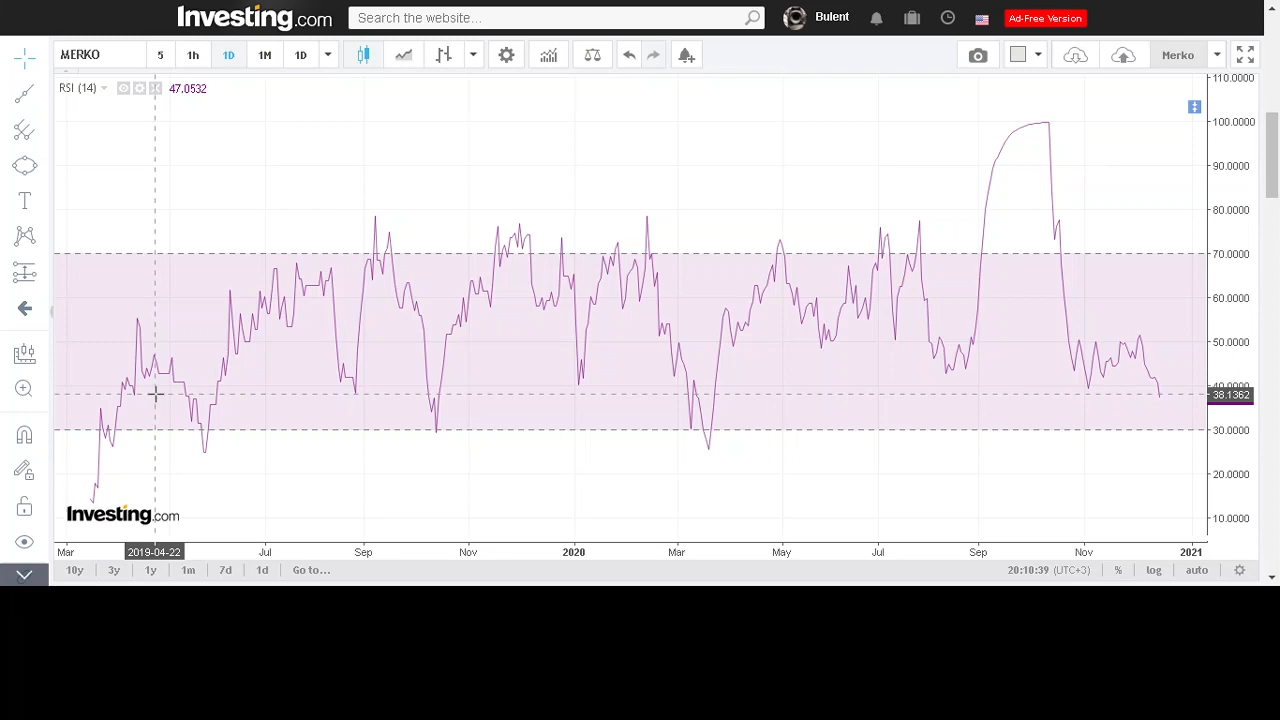 Investing.com
Search the website...
Bulent
Ad-Free Version
MERKO
5
1h
1D
1M
1D
Merko
RSI (14)
47.0532
110.0000
100.0000
90.0000
80.0000
70.0000
60.0000
50.0000
40.0000
38.1362
30.0000
20.0000
10.0000
Investing.com
Mar
2019-04-22
Jul
Sep
Nov
2020
Mar
May
Jul
Sep
Nov
2021
10y
3y
1y
1m
7d
1d
Go to...
20:10:39 (UTC+3)
%
log
auto